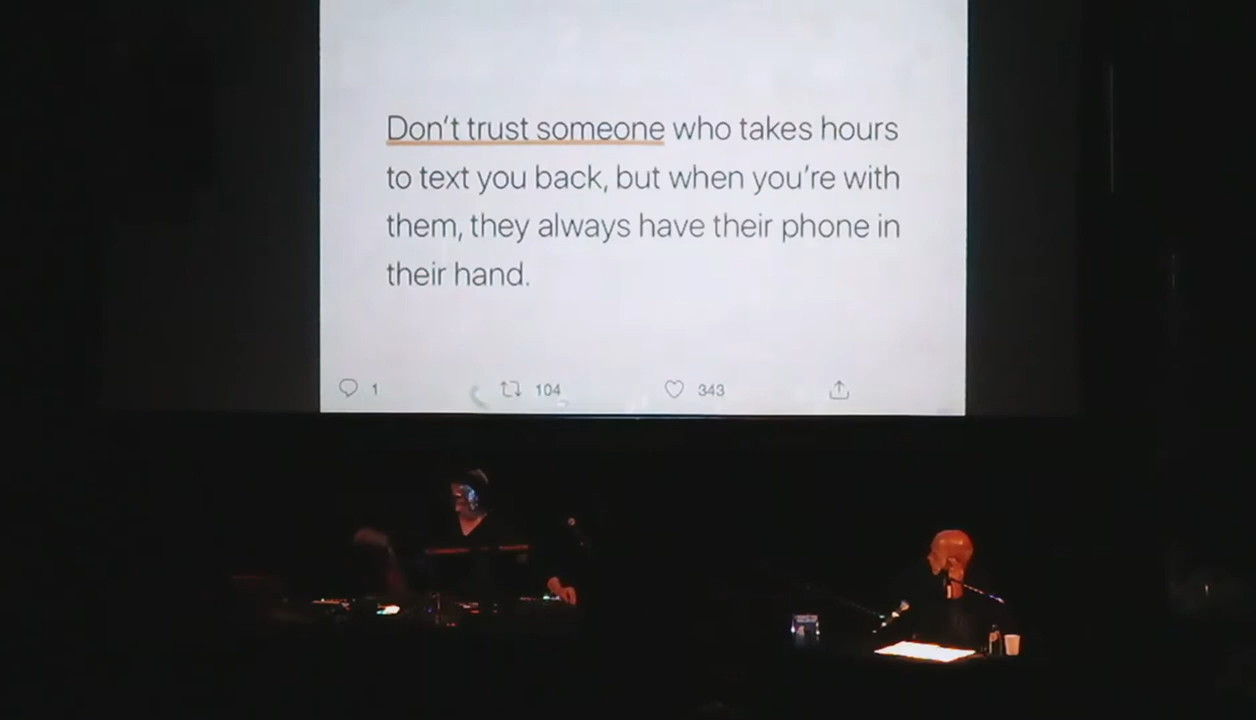 Don't trust someone who takes hours
to text you back, but when you're with
them, they always have their phone in
their hand.
1 104 343